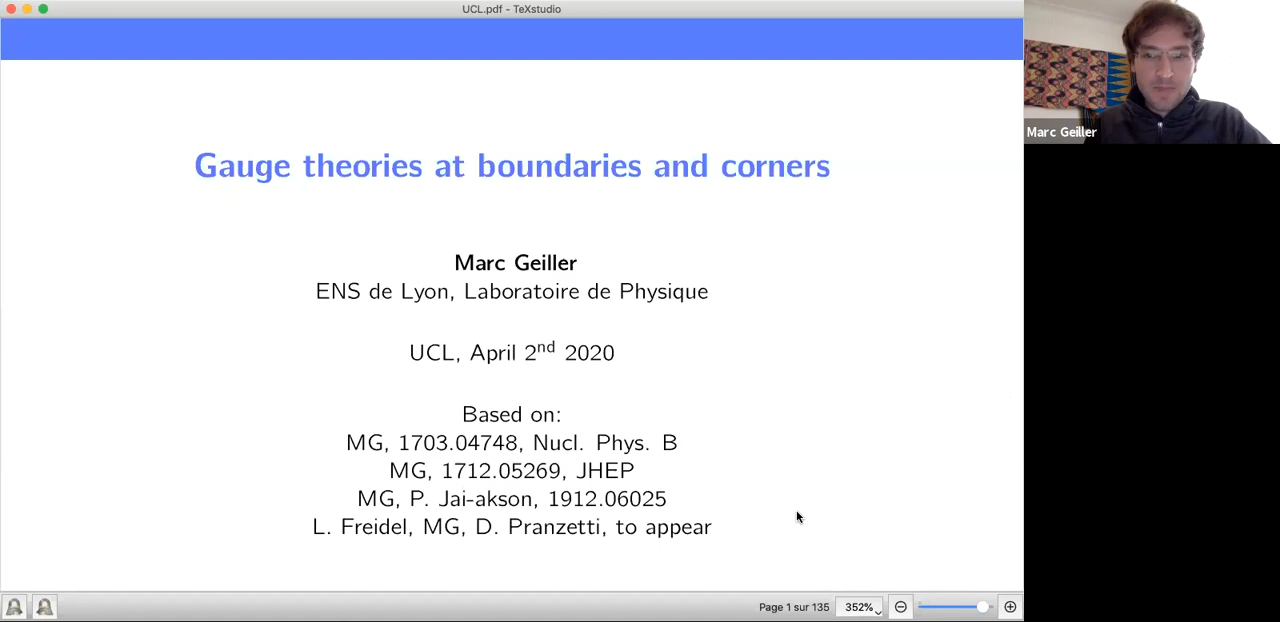 UCL.pdf - TeXstudio
Gauge theories at boundaries and corners
Marc Geiller
ENS de Lyon, Laboratoire de Physique
UCL, April 2nd 2020
Based on:
MG, 1703.04748, Nucl. Phys. B
MG, 1712.05269, JHEP
MG, P. Jai-akson, 1912.06025
L. Freidel, MG, D. Pranzetti, to appear
Page 1 sur 135
352%
Marc Geiller